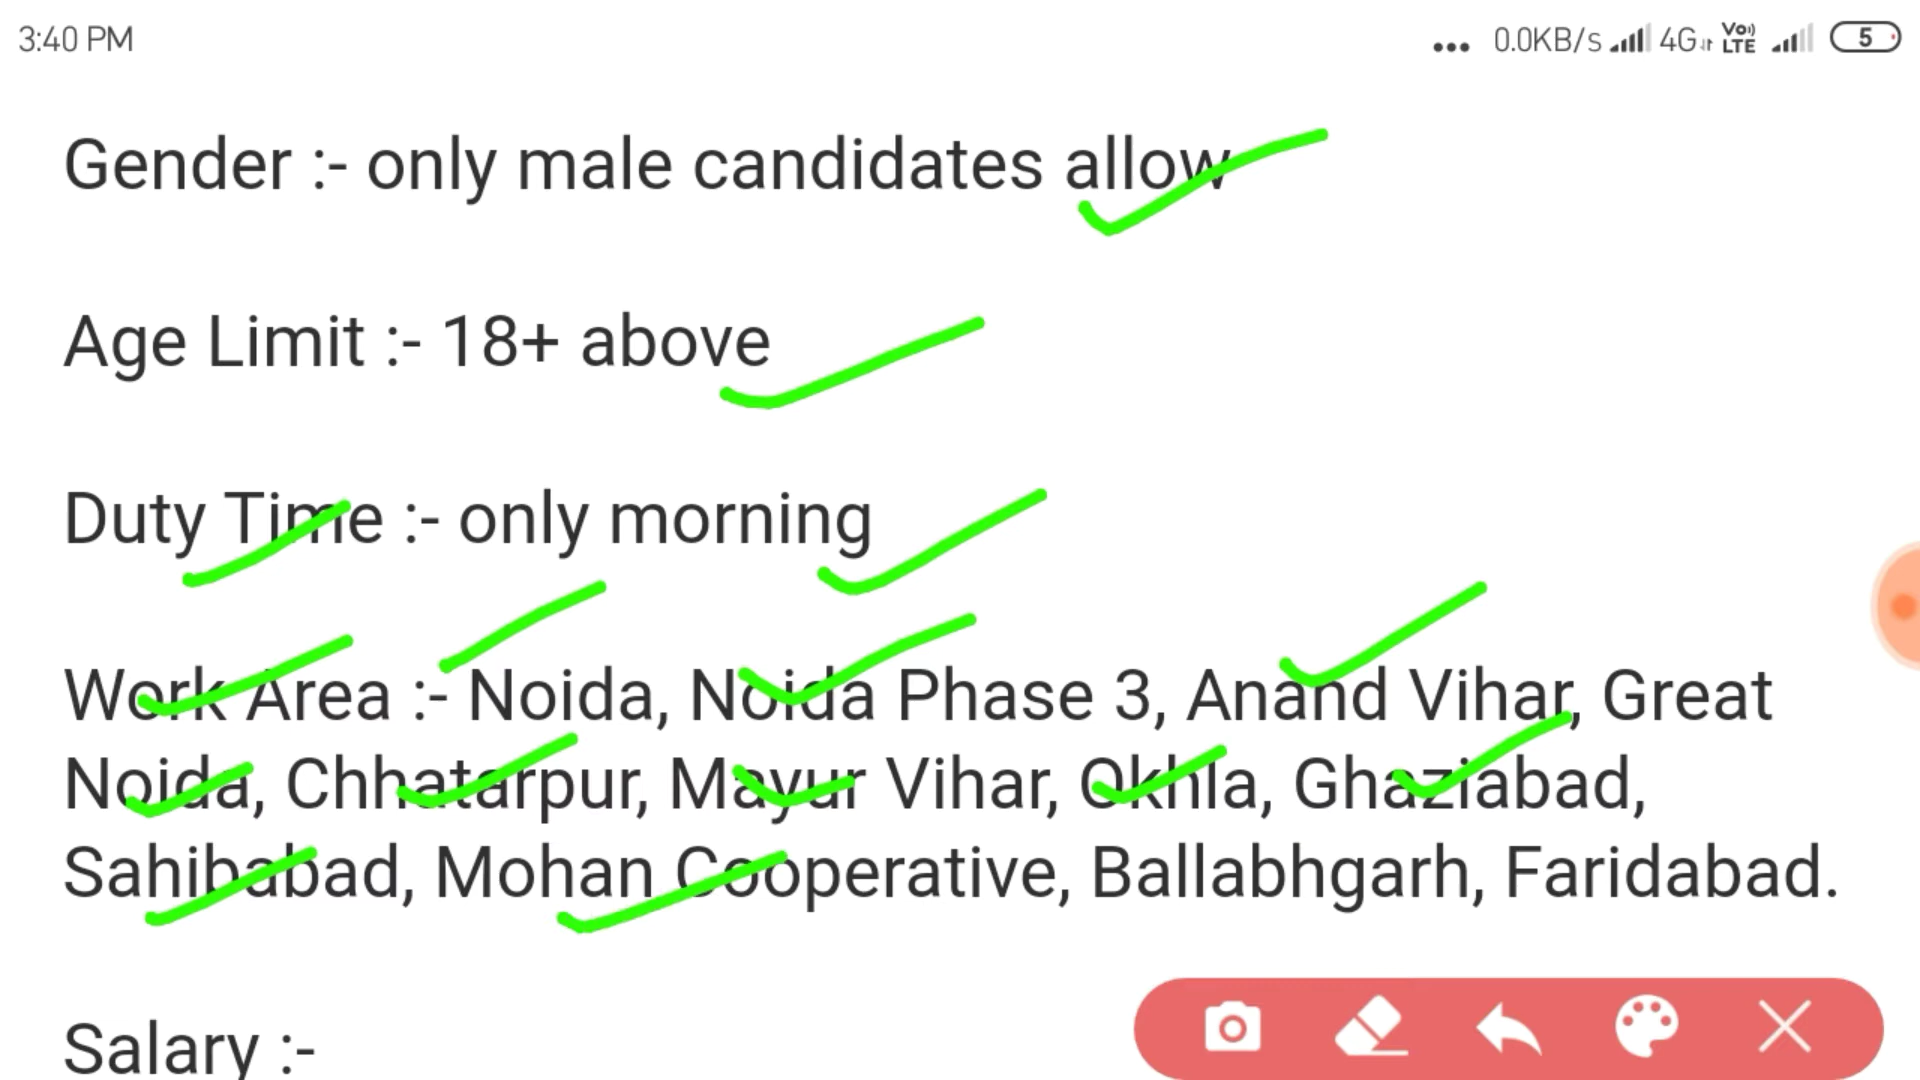 3:40 PM ... 0.0KB/s 4G Vo) LTE 5
Gender :- only male candidates allow
Age Limit :- 18+ above
Duty Time :- only morning
Work Area :- Noida, Noida Phase 3, Anand Vihar, Great
Noida, Chhatarpur, Mayur Vihar, Okhla, Ghaziabad,
Sahibabad, Mohan Cooperative, Ballabhgarh, Faridabad.
Salary :-